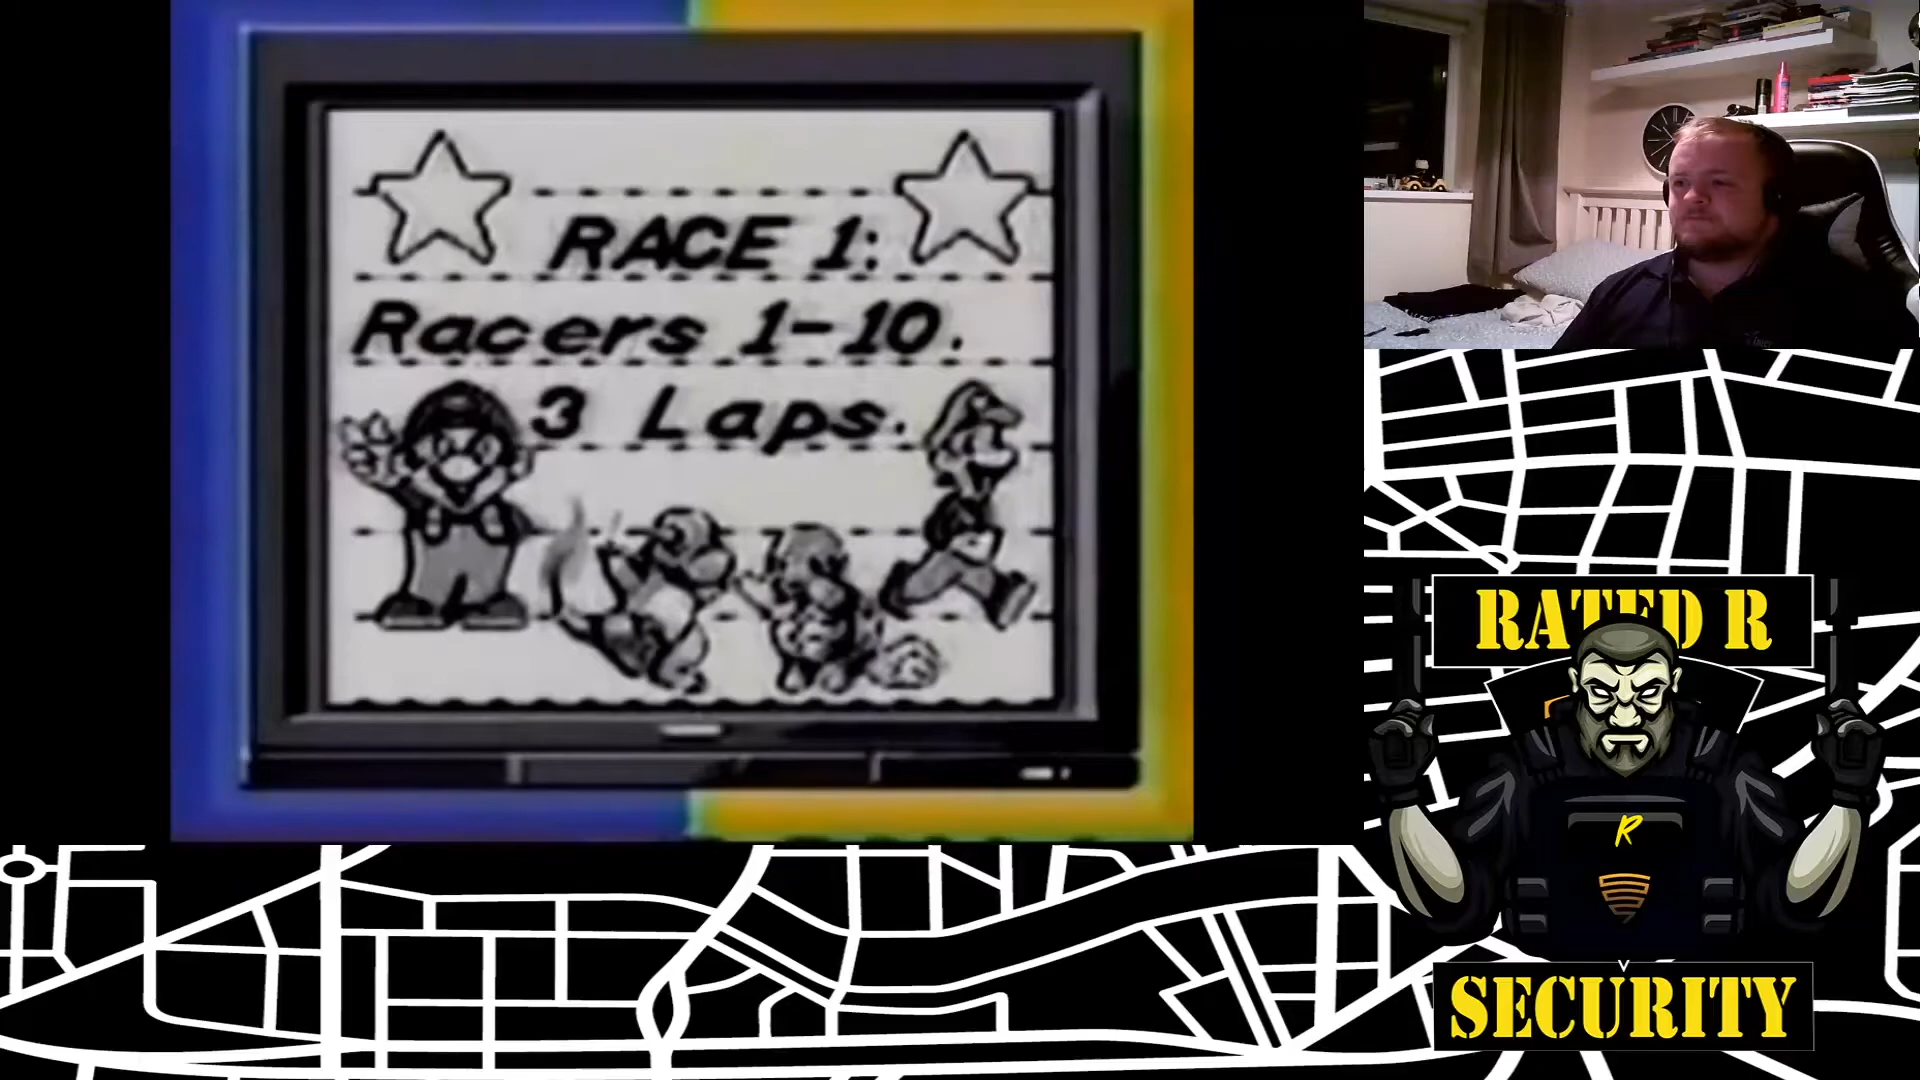 RACE 1:
Racers 1-10.
3 Laps.
RATED R
R
SECURITY